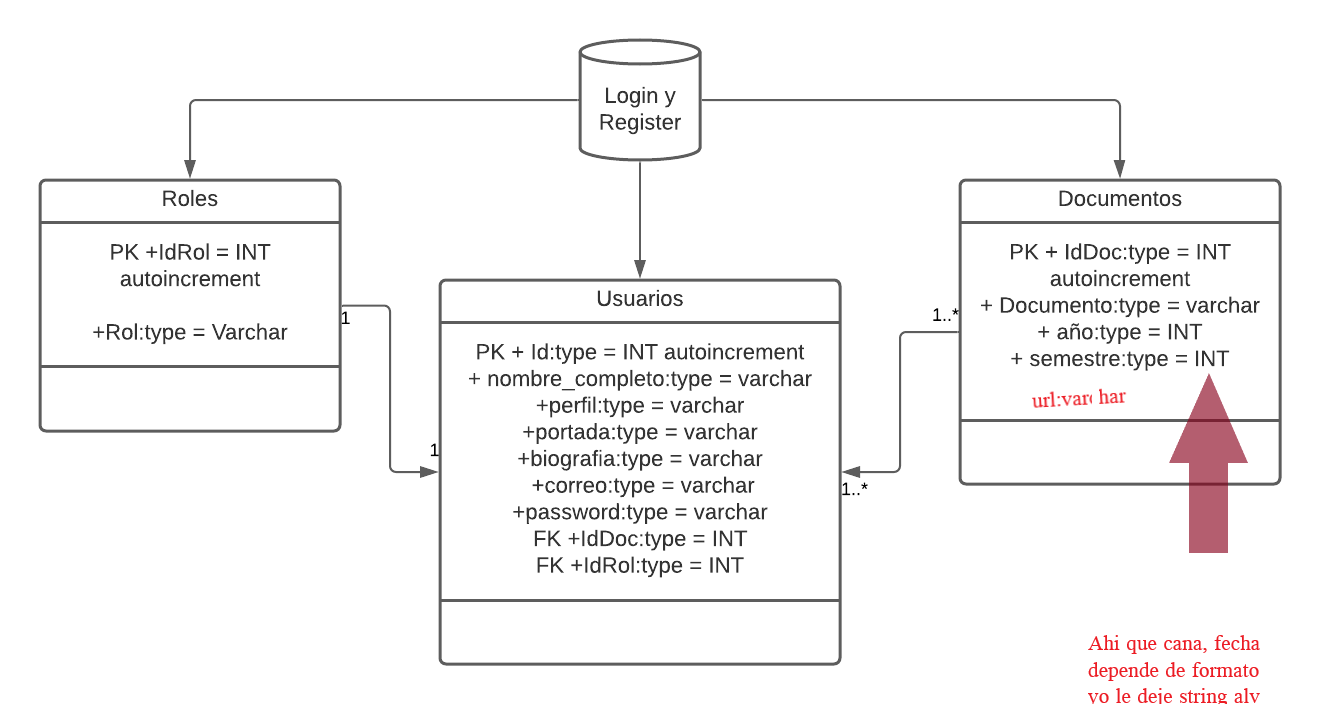 Login y
Register
Roles
PK +IdRol = INT
autoincrement
+Rol:type = Varchar
1
1
Usuarios
PK + Id:type = INT autoincrement
+ nombre_completo:type = varchar
+perfil:type = varchar
+portada:type = varchar
+biografia:type = varchar
+correo:type = varchar
+password:type = varchar
FK +IdDoc:type = INT
FK +IdRol:type = INT
Documentos
PK + IdDoc:type = INT
autoincrement
+ Documento:type = varchar
+ año:type = INT
+ semestre:type = INT
url:varchar
1..*
1..*
Ahi que cana, fecha
depende de formato
yo le deje string alv